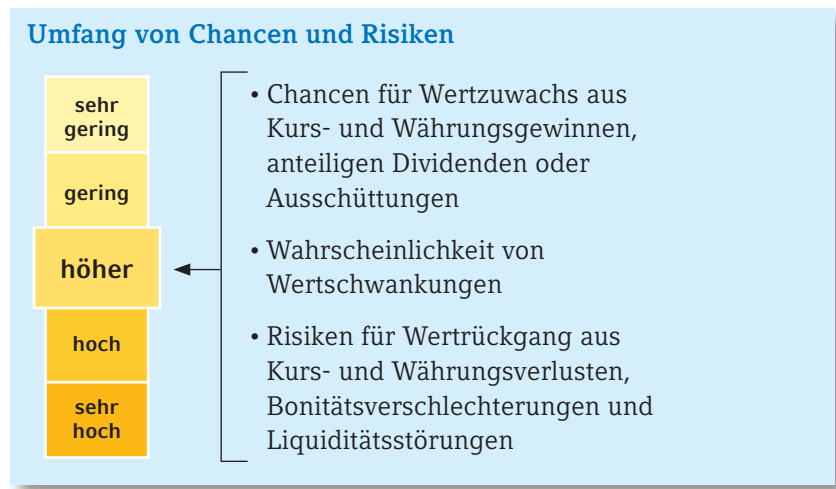 Umfang von Chancen und Risiken
sehr
gering
gering
höher
hoch
sehr
hoch
• Chancen für Wertzuwachs aus
Kurs- und Währungsgewinnen,
anteiligen Dividenden oder
Ausschüttungen
• Wahrscheinlichkeit von
Wertschwankungen
• Risiken für Wertrückgang aus
Kurs- und Währungsverlusten,
Bonitätsverschlechterungen und
Liquiditätsstörungen